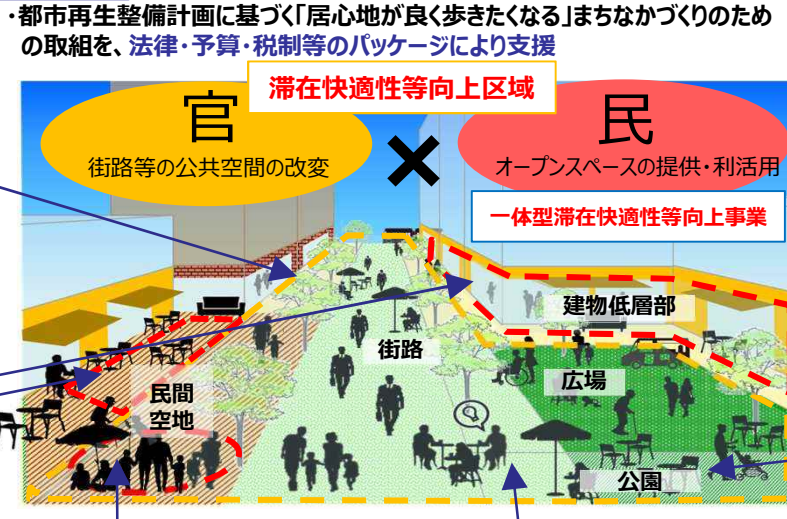 ・都市再生整備計画に基づく「居心地が良く歩きたくなる」まちなかづくりのため
の取組を、法律・予算・税制等のパッケージにより支援
滞在快適性等向上区域
官
街路等の公共空間の改変
×
民
オープンスペースの提供・利活用
一体型滞在快適性等向上事業
建物低層部
街路
広場
民間
空地
公園